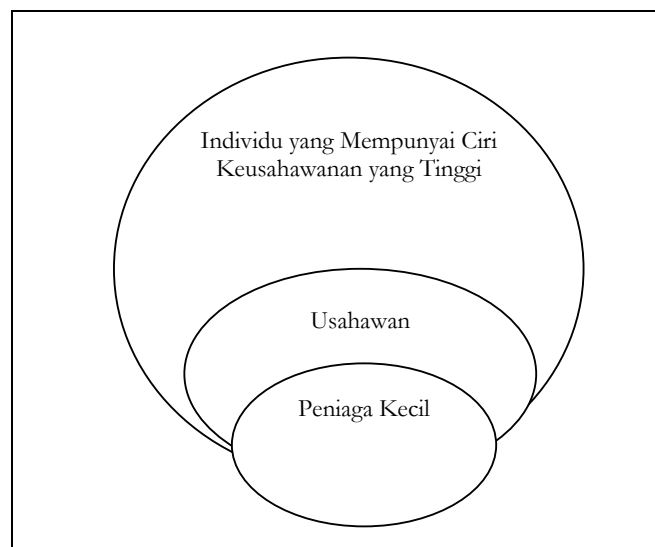 Individu yang Mempunyai Ciri
Keusahawanan yang Tinggi
Usahawan
Peniaga Kecil